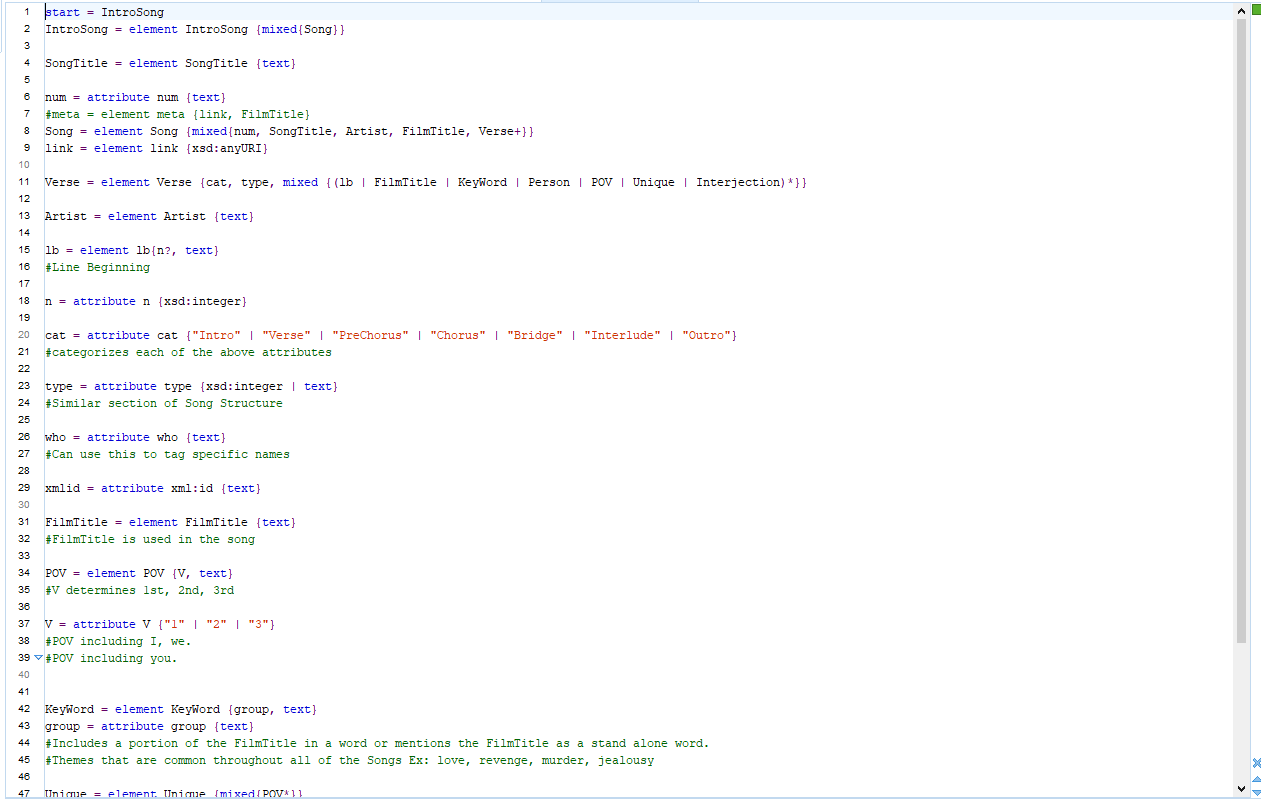 1 start = IntroSong
2 IntroSong = element IntroSong {mixed{Song}}
3
4 SongTitle = element SongTitle {text}
5
6 num = attribute num {text}
7 #meta = element meta {link, FilmTitle}
8 Song = element Song {mixed{num, SongTitle, Artist, FilmTitle, Verse+}}
9 link = element link {xsd:anyURI}
10
11 Verse = element Verse {cat, type, mixed {(lb | FilmTitle | KeyWord | Person | POV | Unique | Interjection)*}}
12
13 Artist = element Artist {text}
14
15 lb = element lb{n?, text}
16 #Line Beginning
17
18 n = attribute n {xsd:integer}
19
20 cat = attribute cat {"Intro" | "Verse" | "PreChorus" | "Chorus" | "Bridge" | "Interlude" | "Outro"}
21 #categorizes each of the above attributes
22
23 type = attribute type {xsd:integer | text}
24 #Similar section of Song Structure
25
26 who = attribute who {text}
27 #Can use this to tag specific names
28
29 xmlid = attribute xml:id {text}
30
31 FilmTitle = element FilmTitle {text}
32 #FilmTitle is used in the song
33
34 POV = element POV {V, text}
35 #V determines 1st, 2nd, 3rd
36
37 V = attribute V {"1" | "2" | "3"}
38 #POV including I, we.
39 #POV including you.
40
41
42 KeyWord = element KeyWord {group, text}
43 group = attribute group {text}
44 #Includes a portion of the FilmTitle in a word or mentions the FilmTitle as a stand alone word.
45 #Themes that are common throughout all of the Songs Ex: love, revenge, murder, jealousy
46
47 Unique = element Unique {mixed{POV*}}